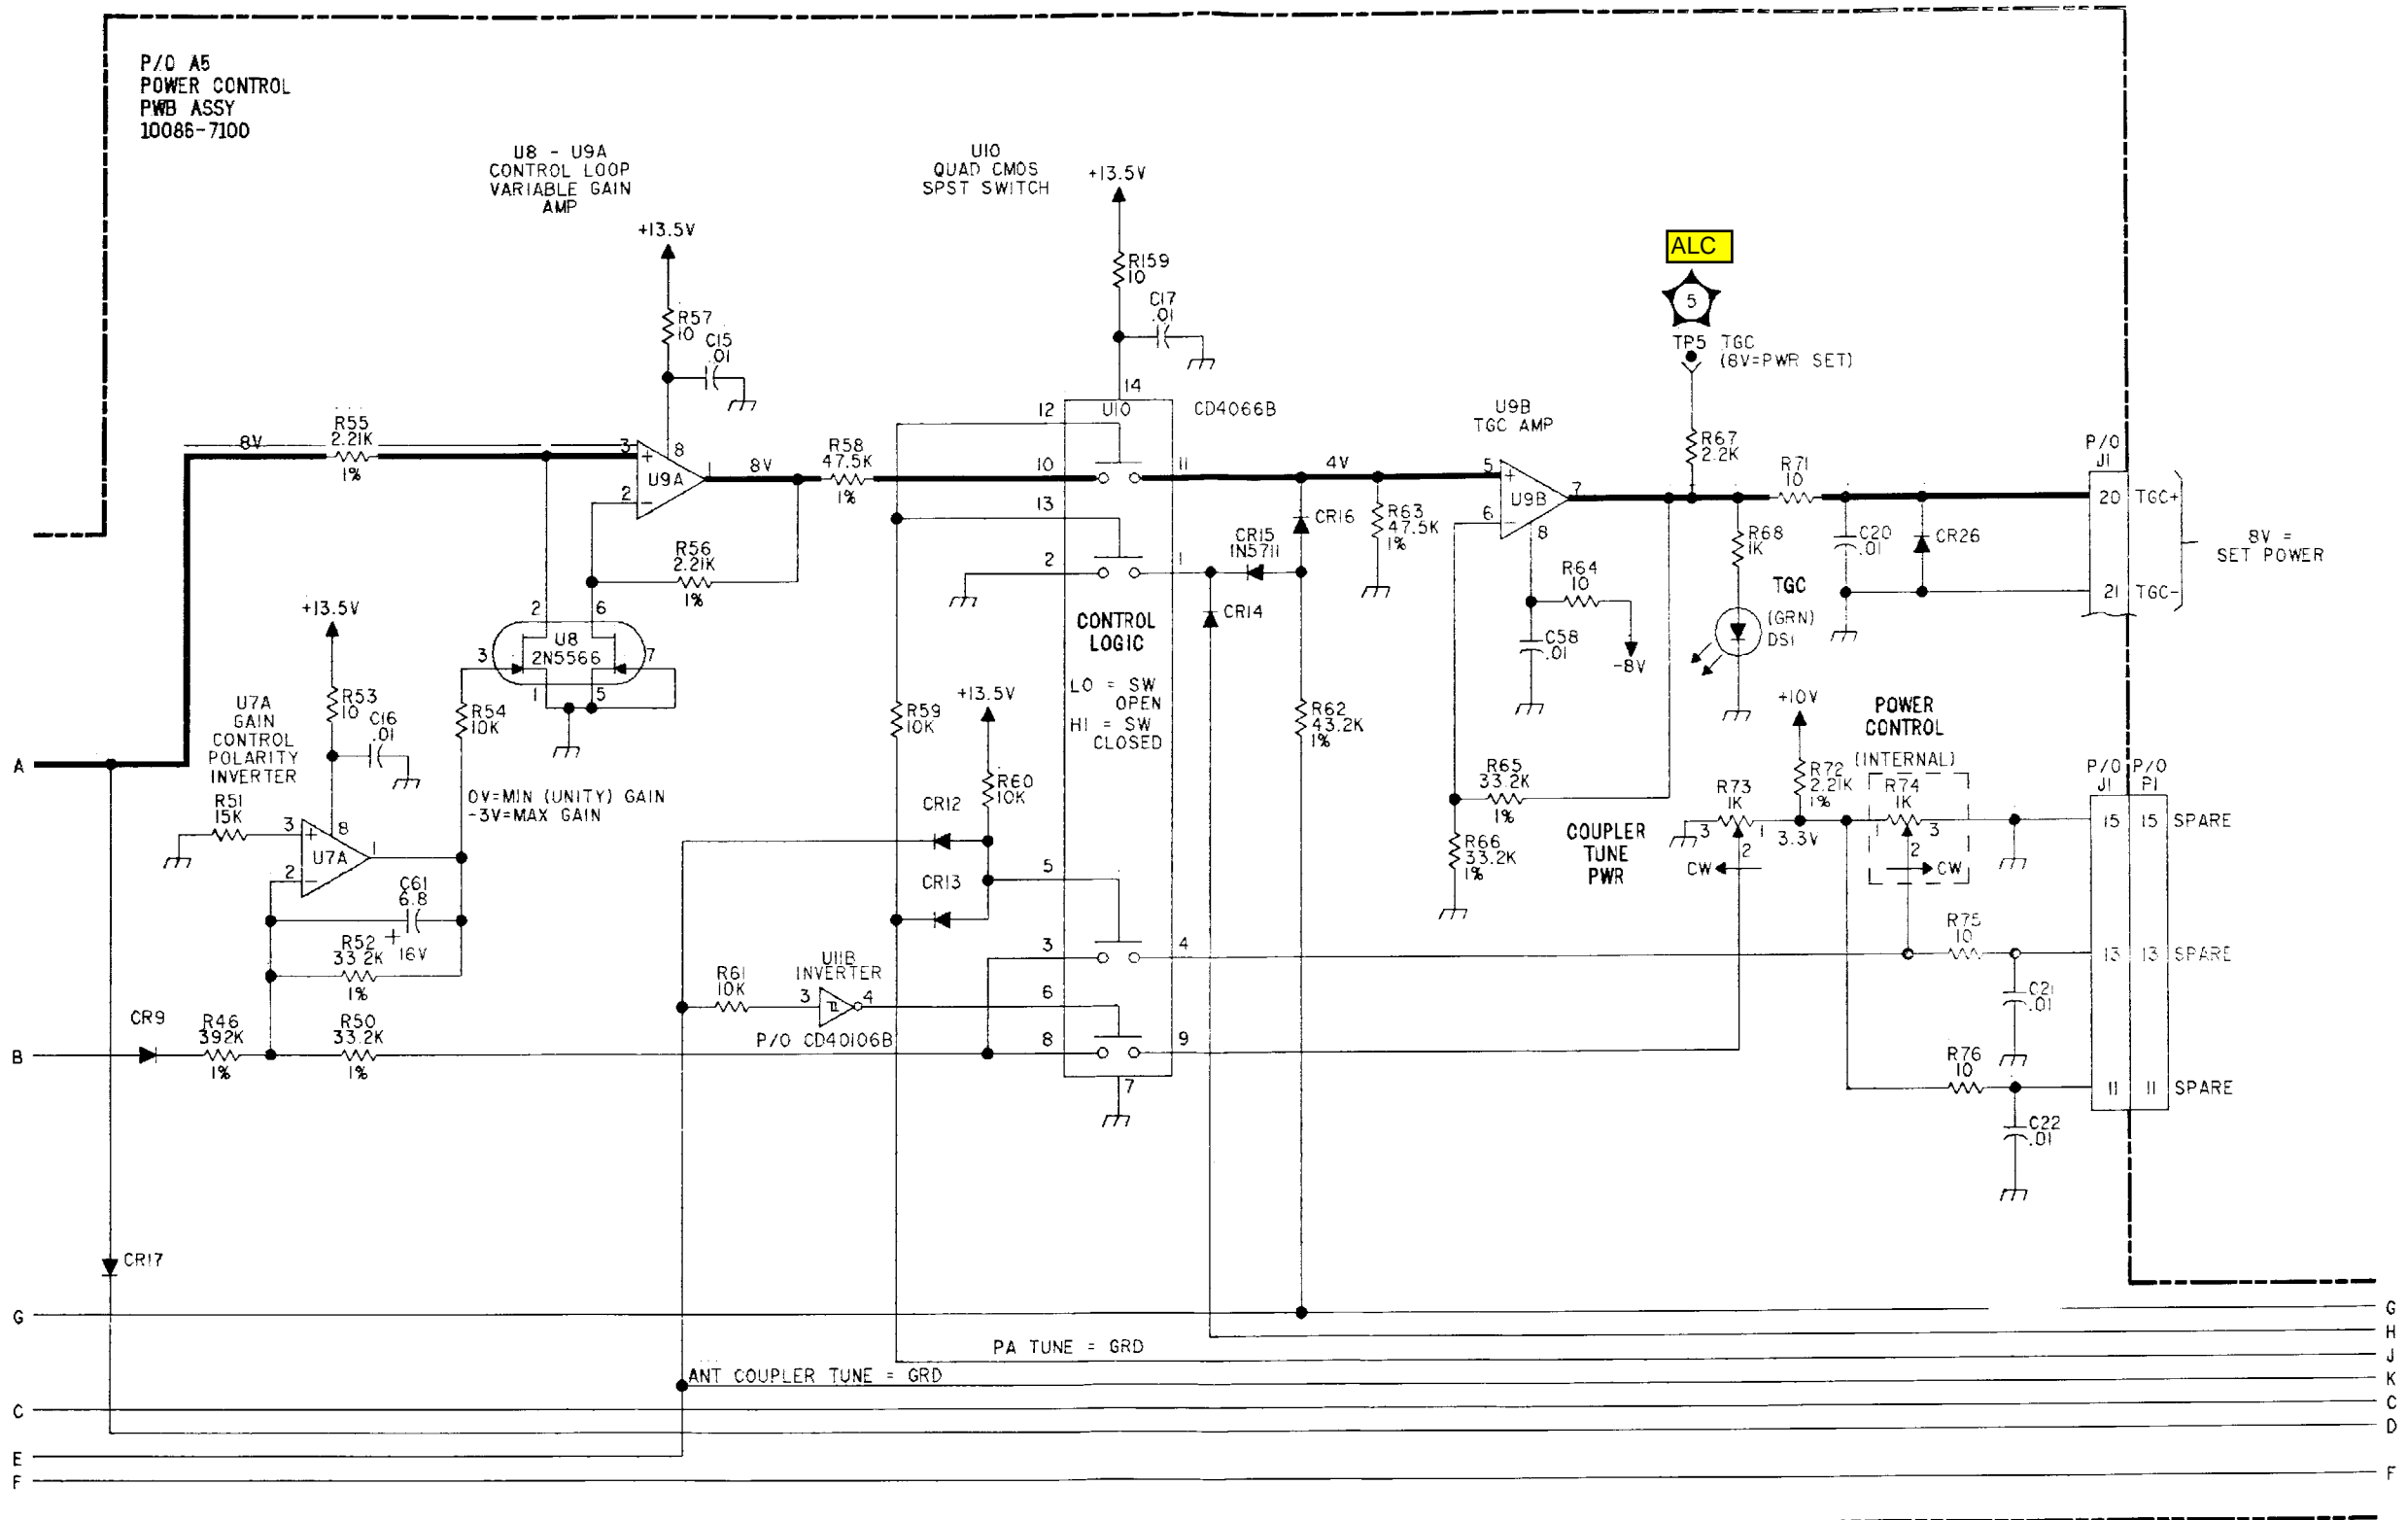 P/O A5
POWER CONTROL
PWB ASSY
10086-7100
U8 - U9A
CONTROL LOOP
VARIABLE GAIN
AMP
+13.5V
R57
10
C15
.01
U10
QUAD CMOS
SPST SWITCH
+13.5V
R159
10
C17
.01
14
U10
CD4066B
ALC
5
TP5 TGC
(8V=PWR SET)
8V
R55
2.21K
1%
3
+
8
U9A
1
2
-
8V
R58
47.5K
1%
R56
2.21K
1%
12
10
11
13
2
1
4V
CR16
R63
47.5K
1%
CR15
1N5711
CR14
U9B
TGC AMP
5
+
U9B
7
6
-
8
R67
2.2K
R71
10
P/O
J1
20 TGC+
21 TGC-
8V =
SET POWER
R68
1K
C20
.01
CR26
TGC
(GRN)
DS1
R64
10
C58
.01
-8V
+13.5V
R53
10
C16
.01
U7A
GAIN
CONTROL
POLARITY
INVERTER
R51
15K
3
+
8
U7A
1
2
-
2
6
U8
2N5566
3
7
1
5
R54
10K
0V=MIN (UNITY) GAIN
-3V=MAX GAIN
C61
6.8
+
16V
R52
33.2K
1%
CONTROL
LOGIC
LO = SW
OPEN
HI = SW
CLOSED
R59
10K
+13.5V
R60
10K
CR12
CR13
R62
43.2K
1%
R65
33.2K
1%
R66
33.2K
1%
COUPLER
TUNE
PWR
+10V
R72
2.21K
1%
POWER
CONTROL
(INTERNAL)
R73
1K
3
1
2
CW
3.3V
R74
1K
1
3
2
CW
P/O P/O
J1 P1
15 15 SPARE
R75
10
13 13 SPARE
C21
.01
R76
10
11 11 SPARE
C22
.01
5
3
4
6
8
9
7
R61
10K
U11B
INVERTER
3
4
P/O CD40106B
CR9
R46
392K
1%
R50
33.2K
1%
A
B
CR17
G
G
H
PA TUNE = GRD
J
ANT COUPLER TUNE = GRD
K
C
C
D
E
F
F